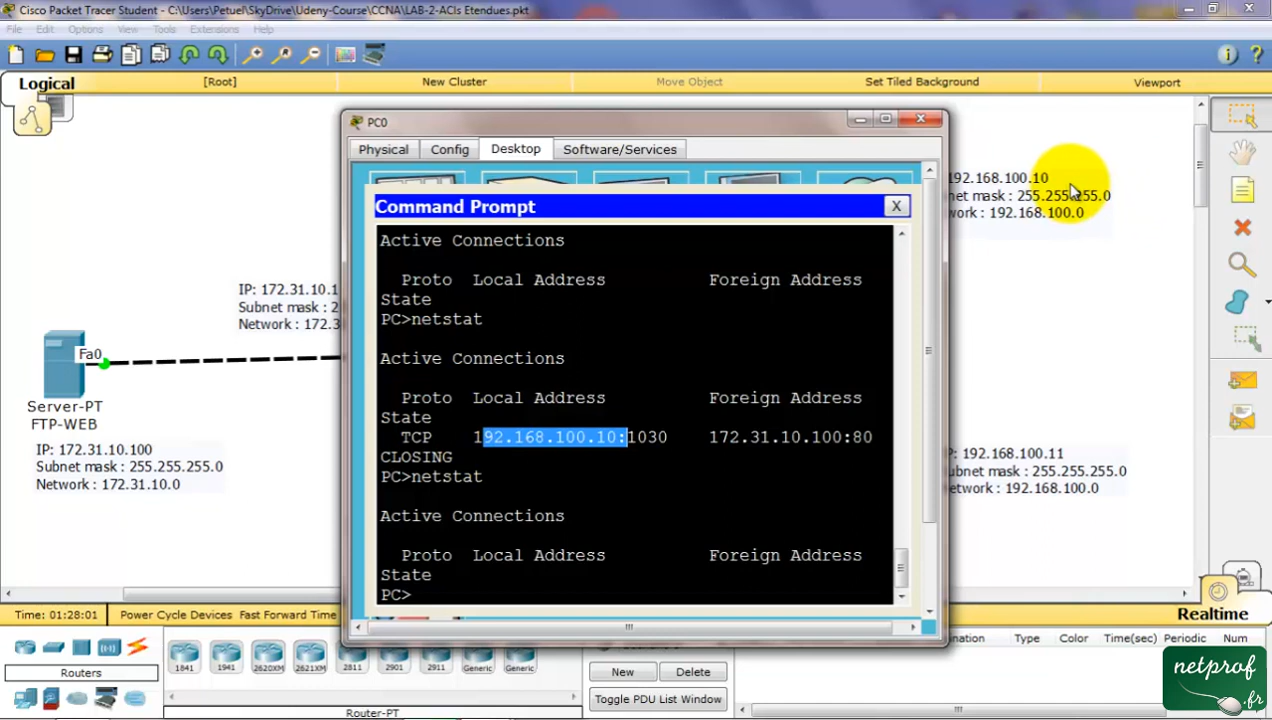 Cisco Packet Tracer Student - C:\Users\Petuel\SkyDrive\Udeny-Course\CCNA\LAB-2-ACIs Etendues.pkt
File Edit Options View Tools Extensions Help
Logical
[Root]
New Cluster
Move Object
Set Tiled Background
Viewport
PC0
Physical
Config
Desktop
Software/Services
Command Prompt
X
Active Connections
Proto Local Address Foreign Address
State
PC>netstat
Active Connections
Proto Local Address Foreign Address
State
TCP 192.168.100.10:1030 172.31.10.100:80
CLOSING
PC>netstat
Active Connections
Proto Local Address Foreign Address
State
PC>
192.168.100.10
net mask : 255.255.255.0
work : 192.168.100.0
IP: 172.31.10.1
Subnet mask : 2
Network : 172.3
Fa0
Server-PT
FTP-WEB
IP: 172.31.10.100
Subnet mask : 255.255.255.0
Network : 172.31.10.0
: 192.168.100.11
ubnet mask : 255.255.255.0
etwork : 192.168.100.0
Time: 01:28:01
Power Cycle Devices Fast Forward Time
Realtime
Routers
1841
1941
2620XM
2621XM
2811
2901
2911
Generic
Generic
Router-PT
New
Delete
Toggle PDU List Window
ination Type Color Time(sec) Periodic Num
netprof
.fr